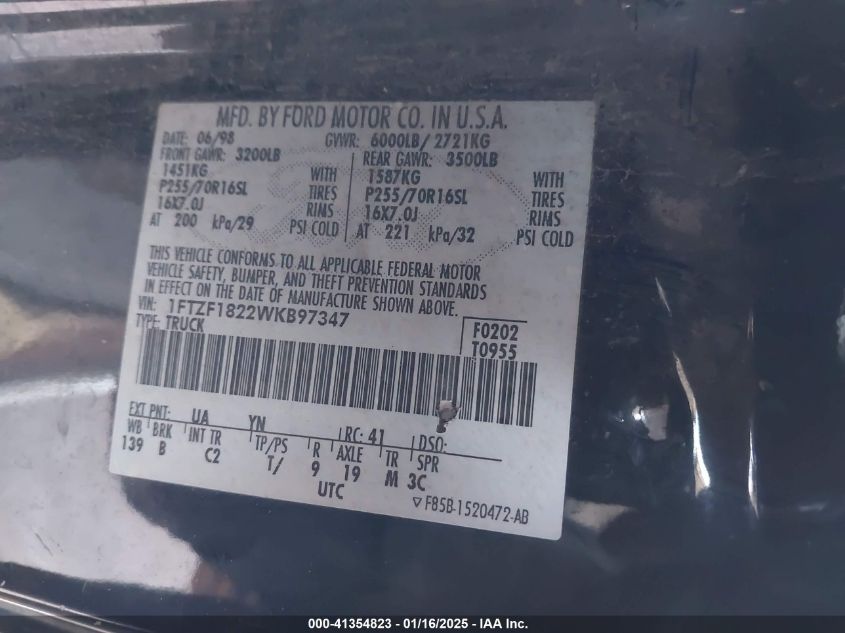 MFD. BY FORD MOTOR CO. IN U.S.A.
DATE: 06/98 GVWR: 6000LB/ 2721KG
FRONT GAWR: 3200LB REAR GAWR: 3500LB
1451KG WITH 1587KG WITH
P255/70R16SL TIRES P255/70R16SL TIRES
16X7.0J RIMS 16X7.0J RIMS
AT 200 kPa/29 PSI COLD AT 221 kPa/32 PSI COLD
THIS VEHICLE CONFORMS TO ALL APPLICABLE FEDERAL MOTOR
VEHICLE SAFETY, BUMPER, AND THEFT PREVENTION STANDARDS
IN EFFECT ON THE DATE OF MANUFACTURE SHOWN ABOVE.
VIN: 1FTZF1822WKB97347 F0202
TYPE: TRUCK T0955
EXT PNT: UA YN RC: 41 DSO:
WB BRK INT TR TP/PS R AXLE TR SPR
139 B C2 T/ 9 19 M 3C
UTC
▽ F85B-1520472-AB
000-41354823 - 01/16/2025 - IAA Inc.